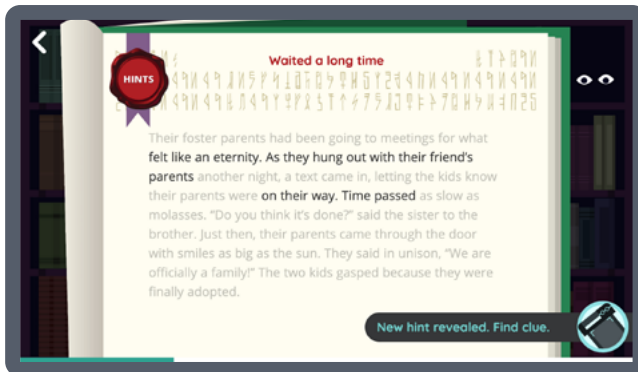 Waited a long time
HINTS
Their foster parents had been going to meetings for what
felt like an eternity. As they hung out with their friend's
parents another night, a text came in, letting the kids know
their parents were on their way. Time passed as slow as
molasses. “Do you think it's done?” said the sister to the
brother. Just then, their parents came through the door
with smiles as big as the sun. They said in unison, “We are
officially a family!” The two kids gasped because they were
finally adopted.
New hint revealed. Find clue.